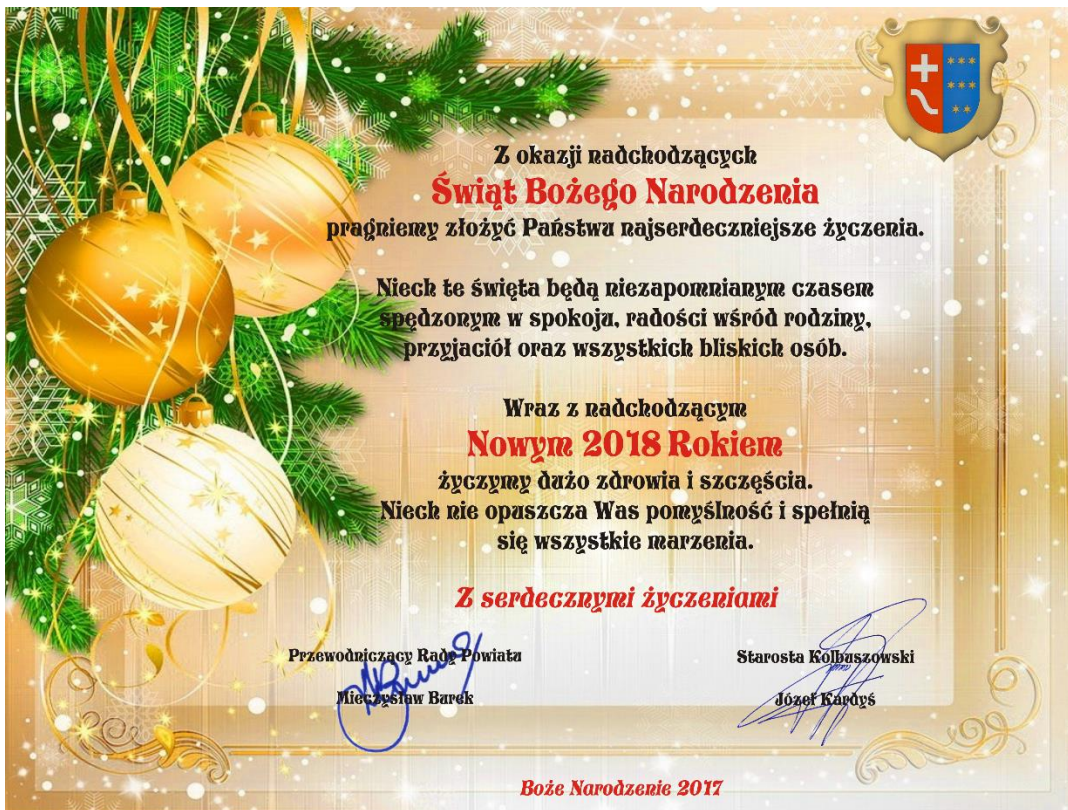 Z okazji nadchodzących
Świąt Bożego Narodzenia
pragniemy złożyć Państwu najserdeczniejsze życzenia.
Niech te święta będą niezapomnianym czasem
spędzonym w spokoju, radości wśród rodziny,
przyjaciół oraz wszystkich bliskich osób.
Wraz z nadchodzącym
Nowym 2018 Rokiem
życzymy dużo zdrowia i szczęścia.
Niech nie opuszcza Was pomyślność i spełnią
się wszystkie marzenia.
Z serdecznymi życzeniami
Przewodniczący Rady Powiatu
Mieczysław Burek
Starosta Kolbuszowski
Józef Kardyś
Boże Narodzenie 2017